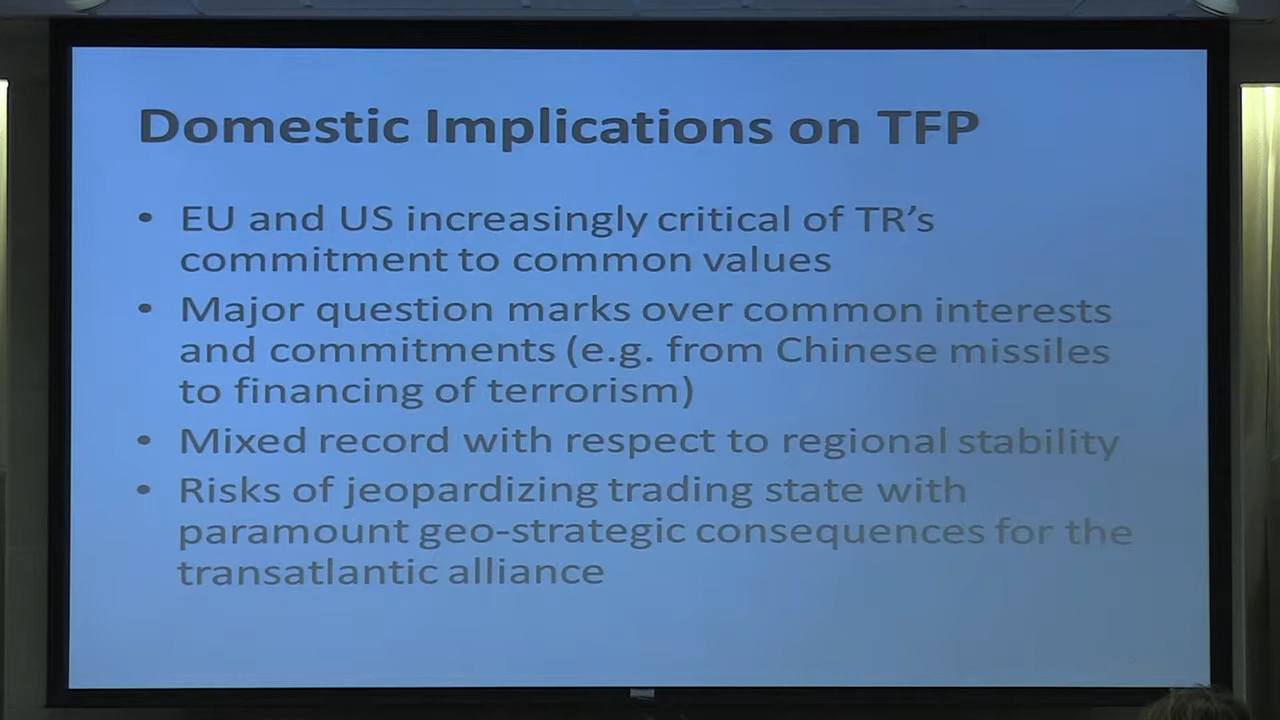 Domestic Implications on TFP
• EU and US increasingly critical of TR's
commitment to common values
• Major question marks over common interests
and commitments (e.g. from Chinese missiles
to financing of terrorism)
• Mixed record with respect to regional stability
• Risks of jeopardizing trading state with
paramount geo-strategic consequences for the
transatlantic alliance